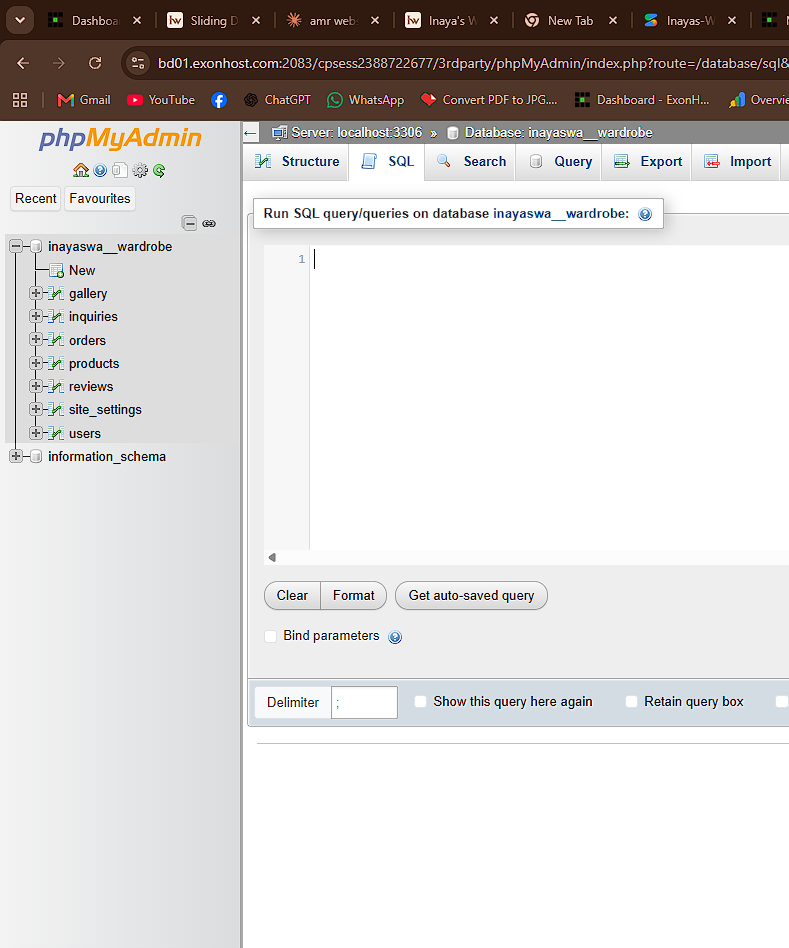 Dashboa
Sliding D
amr web
Inaya's W
New Tab
Inayas-W
bd01.exonhost.com:2083/cpsess2388722677/3rdparty/phpMyAdmin/index.php?route=/database/sql&
Gmail
YouTube
ChatGPT
WhatsApp
Convert PDF to JPG....
Dashboard - ExonH...
Overvie
phpMyAdmin
Server: localhost:3306 » Database: inayaswa__wardrobe
Structure
SQL
Search
Query
Export
Import
Recent
Favourites
Run SQL query/queries on database inayaswa__wardrobe:
1
inayaswa__wardrobe
New
gallery
inquiries
orders
products
reviews
site_settings
users
information_schema
Clear
Format
Get auto-saved query
Bind parameters
Delimiter
;
Show this query here again
Retain query box